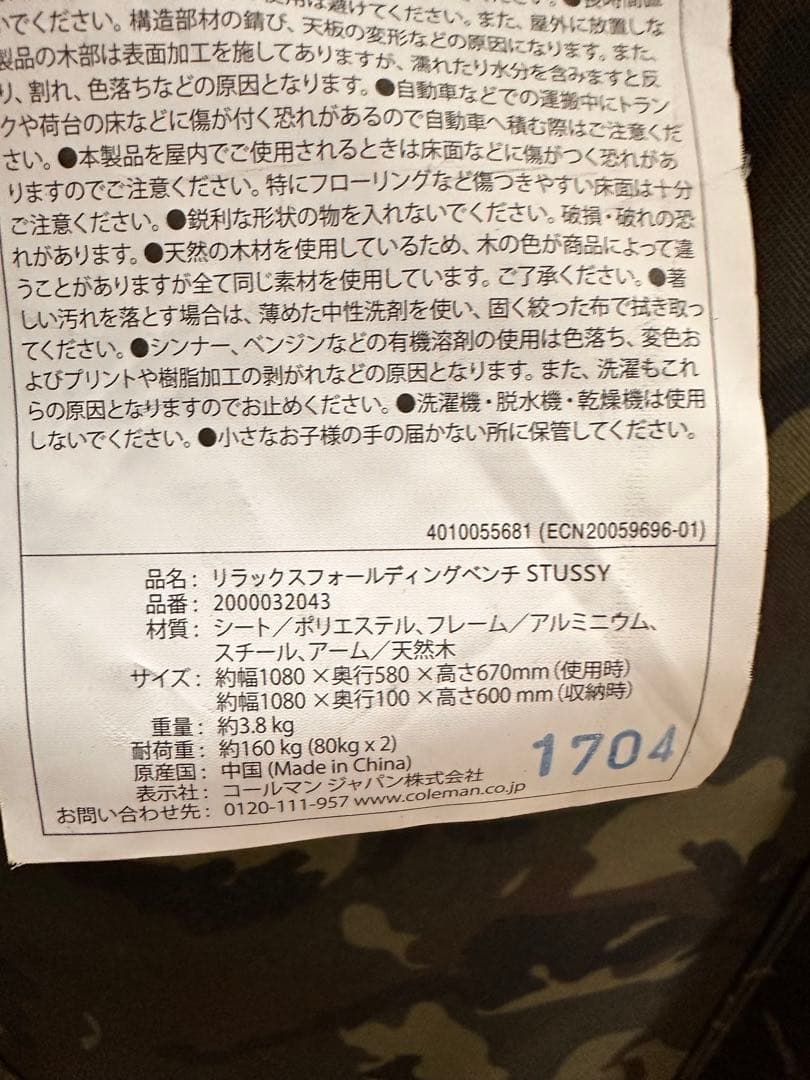 は避けてください。また、屋外に放置しな
いでください。構造部材の錆び、天板の変形などの原因になります。また、
製品の木部は表面加工を施してありますが、濡れたり水分を含みますと反
り、割れ、色落ちなどの原因となります。●自動車などでの運搬中にトラン
クや荷台の床などに傷が付く恐れがあるので自動車へ積む際はご注意くだ
さい。●本製品を屋内でご使用されるときは床面などに傷がつく恐れがあ
りますのでご注意ください。特にフローリングなど傷つきやすい床面は十分
ご注意ください。●鋭利な形状の物を入れないでください。破損・破れの恐
れがあります。●天然の木材を使用しているため、木の色が商品によって違
うことがありますが全て同じ素材を使用しています。ご了承ください。●著
しい汚れを落とす場合は、薄めた中性洗剤を使い、固く絞った布で拭き取っ
てください。●シンナー、ベンジンなどの有機溶剤の使用は色落ち、変色お
よびプリントや樹脂加工の剥がれなどの原因となります。また、洗濯もこれ
らの原因となりますのでお止めください。●洗濯機・脱水機・乾燥機は使用
しないでください。●小さなお子様の手の届かない所に保管してください。
4010055681 (ECN20059696-01)
品名： リラックスフォールディングベンチ STUSSY
品番： 2000032043
材質： シート／ポリエステル、フレーム／アルミニウム、
スチール、アーム／天然木
サイズ： 約幅1080×奥行580×高さ670mm（使用時）
約幅1080×奥行100×高さ600 mm（収納時）
重量： 約3.8 kg
耐荷重： 約160 kg (80kg x 2)
原産国： 中国 (Made in China)
表示社： コールマン ジャパン株式会社
お問い合わせ先： 0120-111-957 www.coleman.co.jp
1704